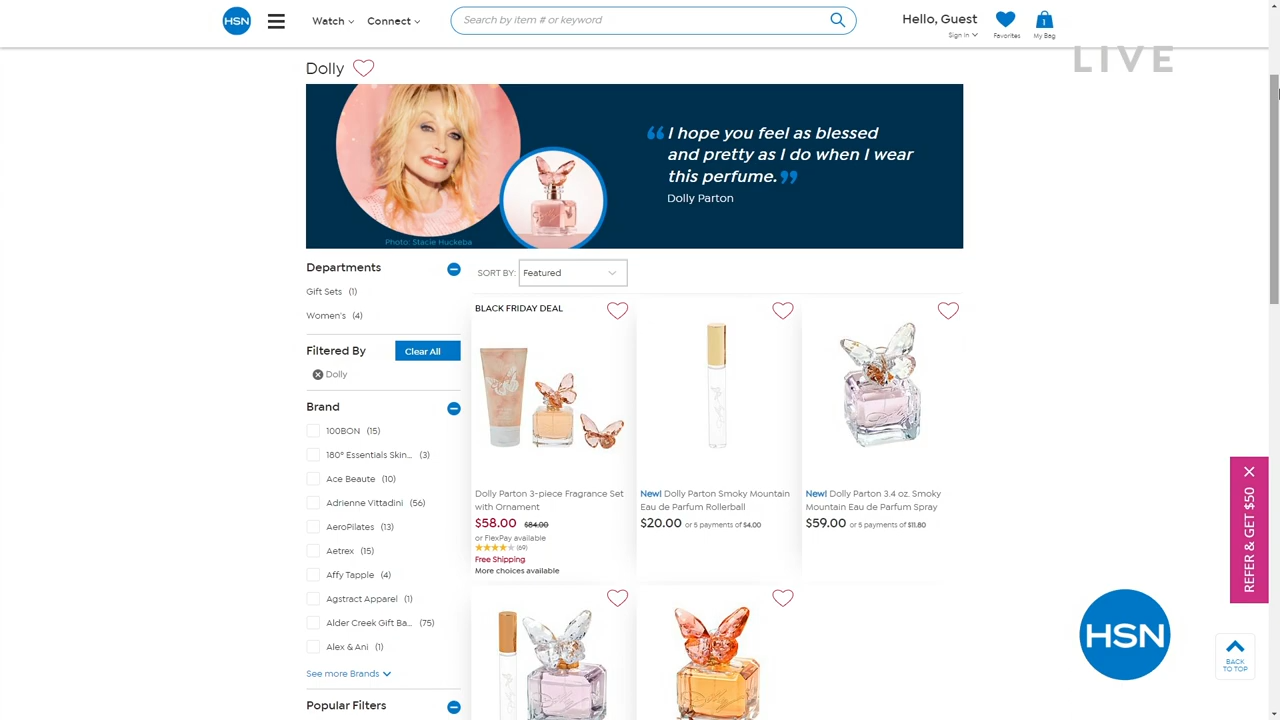 HSN
Watch
Connect
Search by item # or keyword
Hello, Guest
Sign In
Favorites
1
My Bag
LIVE
Dolly
“ I hope you feel as blessed
and pretty as I do when I wear
this perfume. ”
Dolly Parton
Photo: Stacie Huckeba
Departments
Gift Sets (1)
Women's (4)
Filtered By
Clear All
Dolly
Brand
100BON (15)
180° Essentials Skin... (3)
Ace Beaute (10)
Adrienne Vittadini (56)
AeroPilates (13)
Aetrex (15)
Affy Tapple (4)
Agstract Apparel (1)
Alder Creek Gift Ba... (75)
Alex & Ani (1)
See more Brands
Popular Filters
SORT BY: Featured
BLACK FRIDAY DEAL
Dolly Parton 3-piece Fragrance Set
with Ornament
$58.00 $84.00
or FlexPay available
(69)
Free Shipping
More choices available
New! Dolly Parton Smoky Mountain
Eau de Parfum Rollerball
$20.00 or 5 payments of $4.00
New! Dolly Parton 3.4 oz. Smoky
Mountain Eau de Parfum Spray
$59.00 or 5 payments of $11.80
REFER & GET $50
HSN
BACK
TO TOP